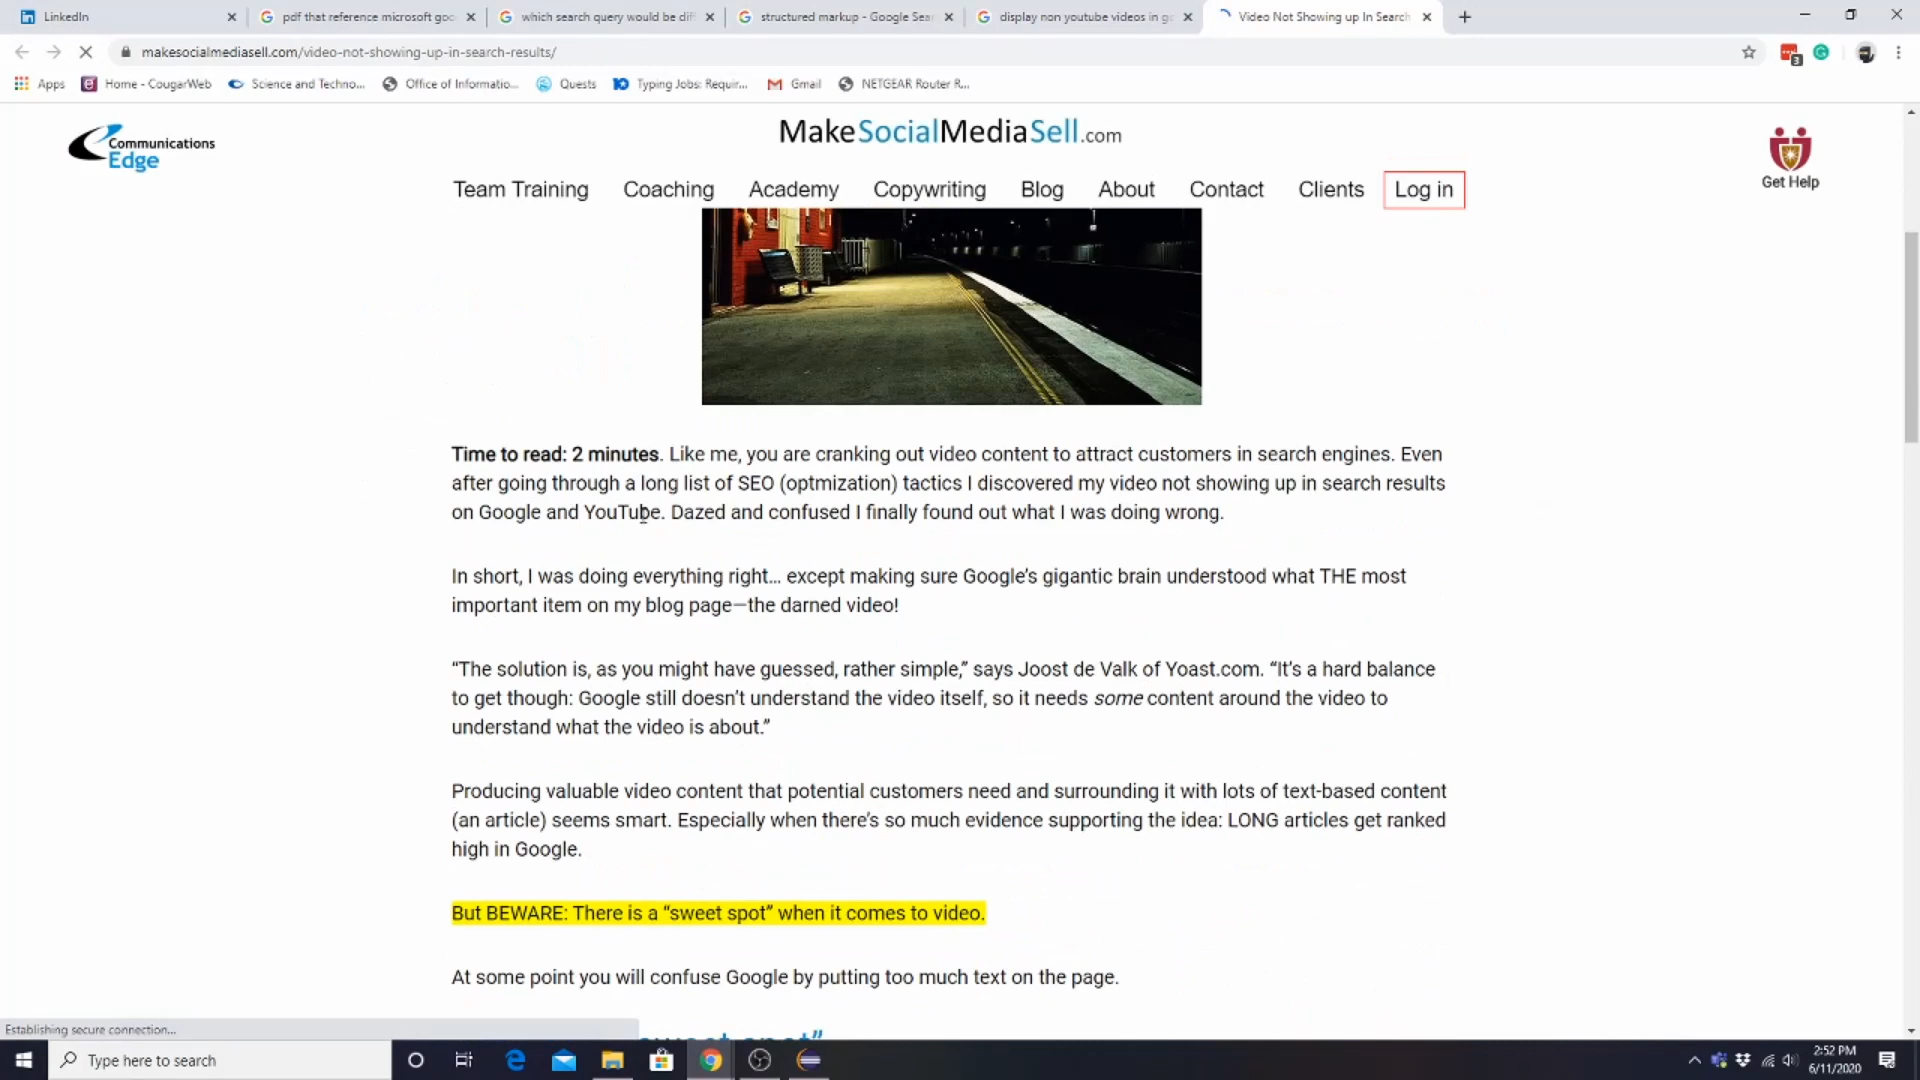 LinkedIn
pdf that reference microsoft goo
which search query would be dif
structured markup - Google Sea
display non youtube videos in go
Video Not Showing up In Search
makesocialmediasell.com/video-not-showing-up-in-search-results/
3
Apps
Home - CougarWeb
Science and Techno...
Office of Informatio...
Quests
Typing Jobs: Requir...
Gmail
NETGEAR Router R...
Communications
Edge
MakeSocialMediaSell.com
Get Help
Team Training
Coaching
Academy
Copywriting
Blog
About
Contact
Clients
Log in
Time to read: 2 minutes. Like me, you are cranking out video content to attract customers in search engines. Even
after going through a long list of SEO (optmization) tactics I discovered my video not showing up in search results
on Google and YouTube. Dazed and confused I finally found out what I was doing wrong.
In short, I was doing everything right… except making sure Google’s gigantic brain understood what THE most
important item on my blog page—the darned video!
“The solution is, as you might have guessed, rather simple,” says Joost de Valk of Yoast.com. “It’s a hard balance
to get though: Google still doesn’t understand the video itself, so it needs some content around the video to
understand what the video is about.”
Producing valuable video content that potential customers need and surrounding it with lots of text-based content
(an article) seems smart. Especially when there’s so much evidence supporting the idea: LONG articles get ranked
high in Google.
But BEWARE: There is a “sweet spot” when it comes to video.
At some point you will confuse Google by putting too much text on the page.
Establishing secure connection...
sweet spot”
Type here to search
2:52 PM
6/11/2020